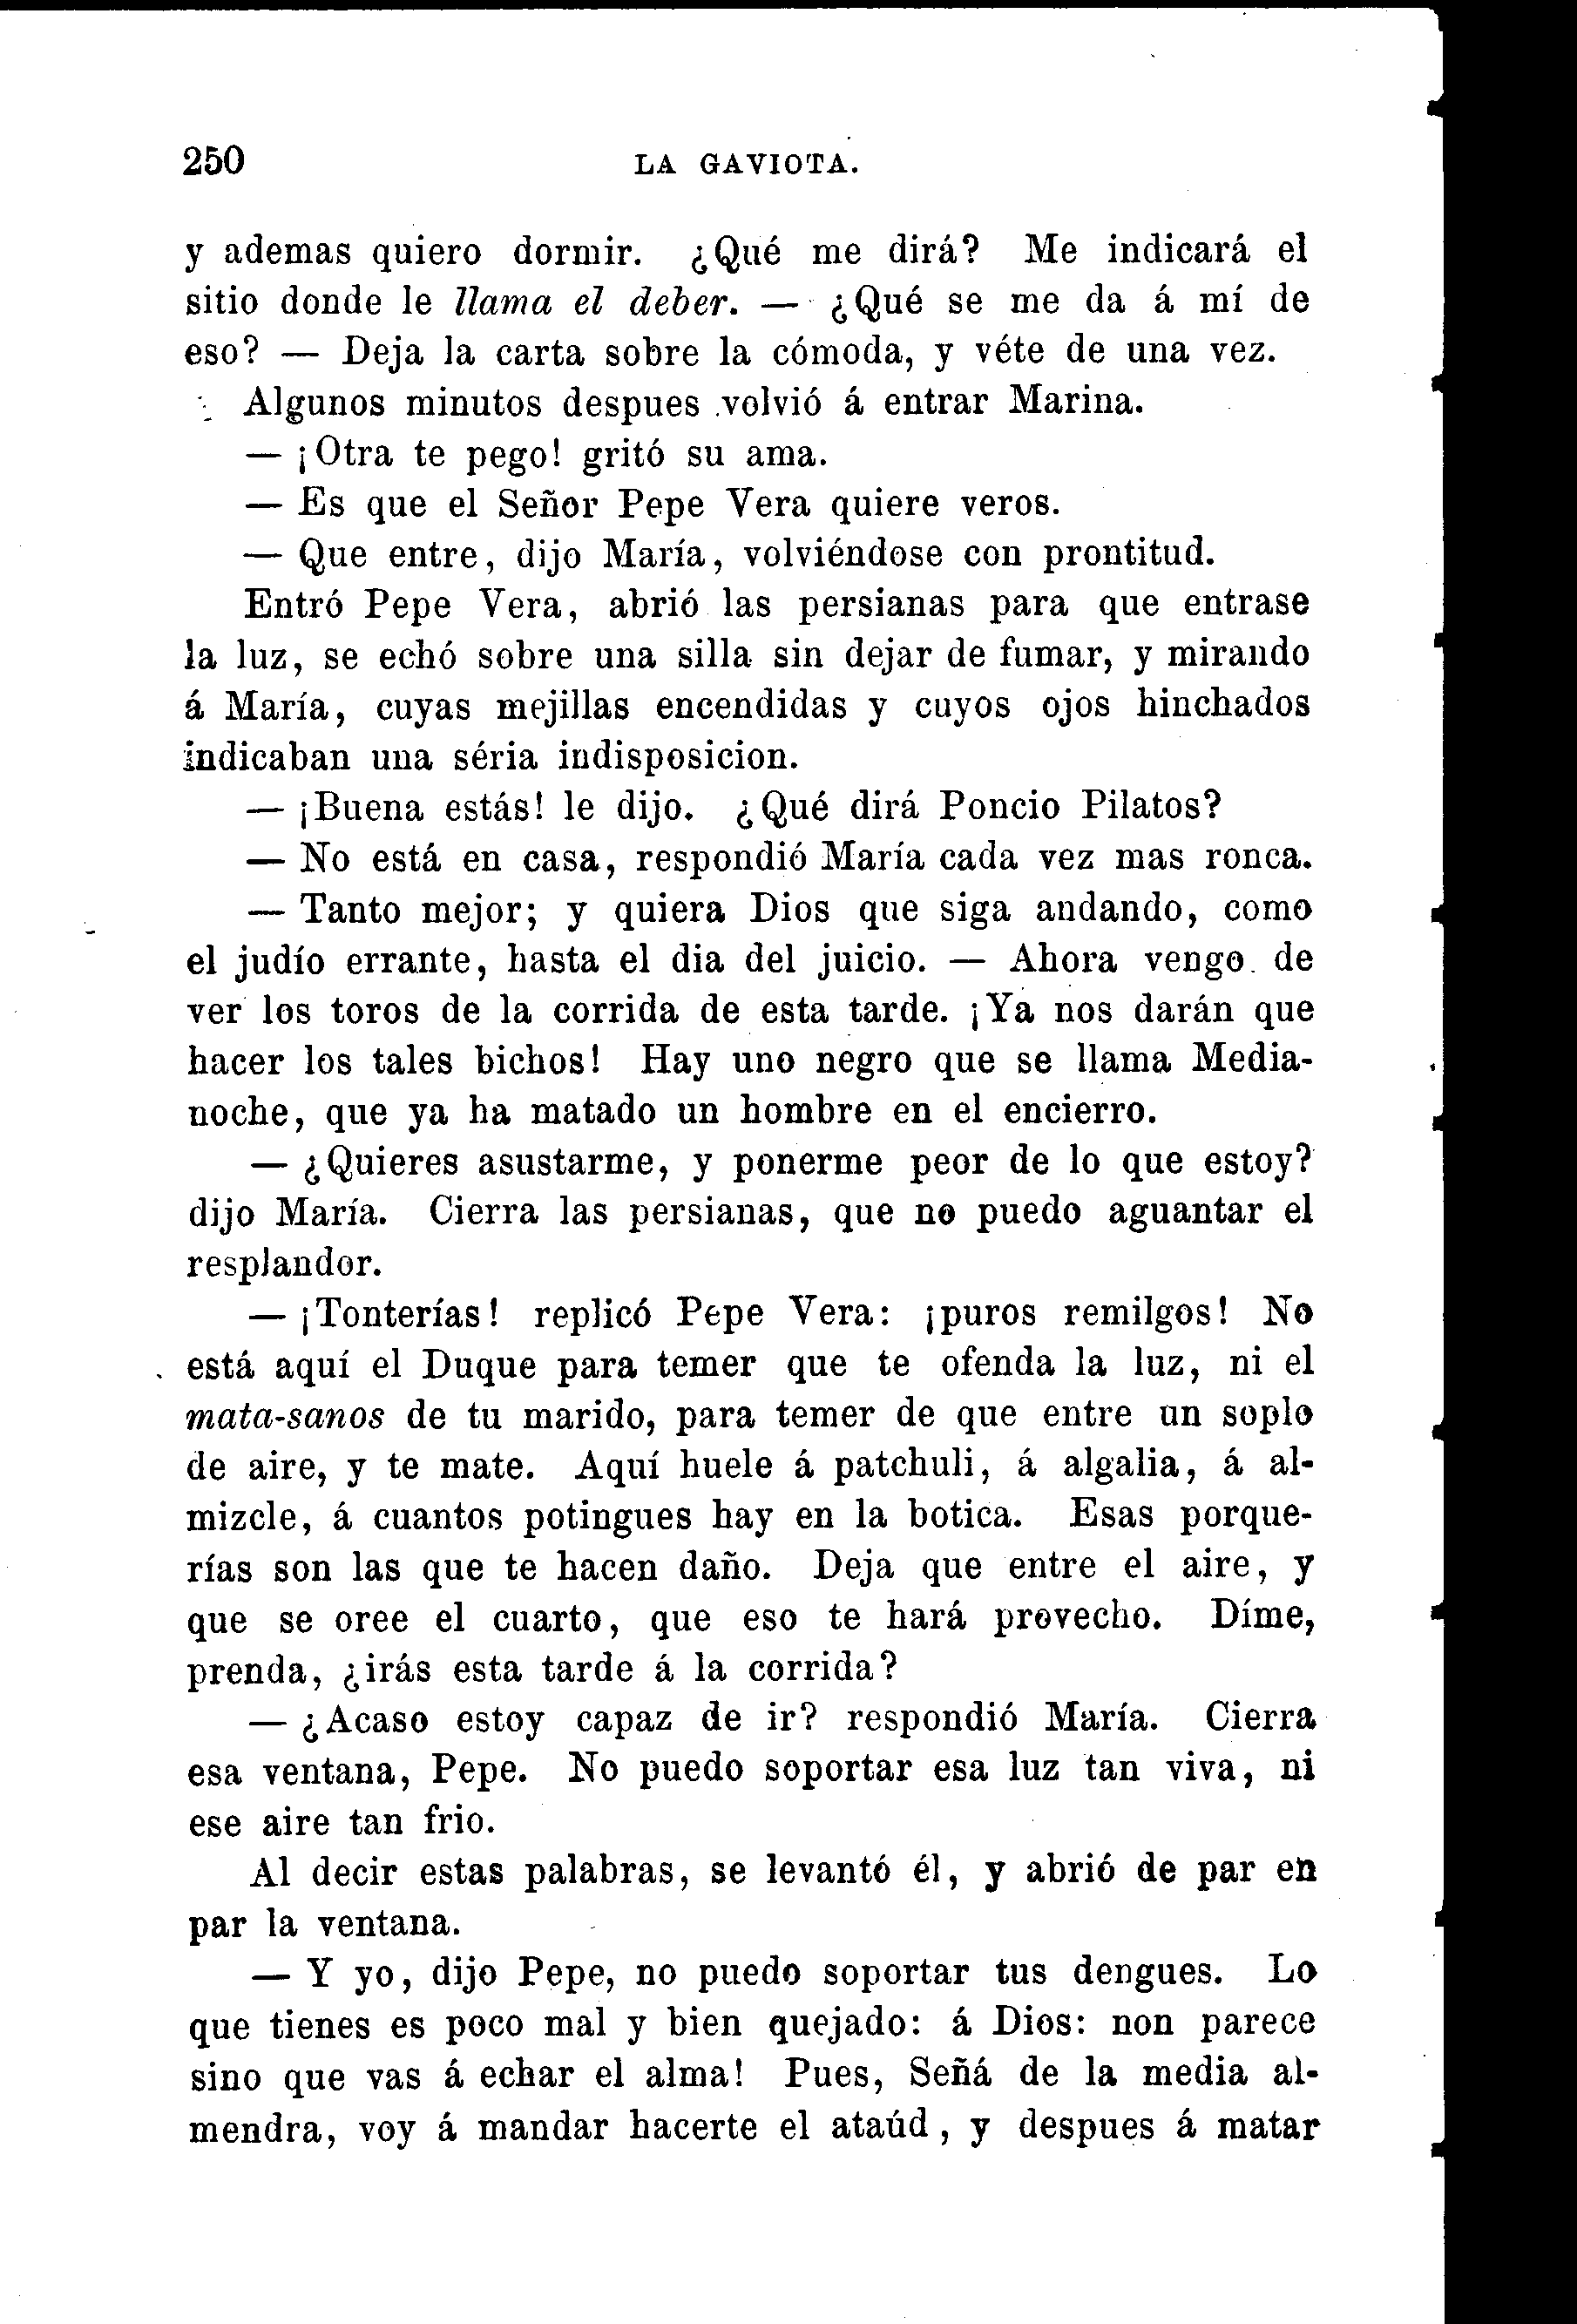 250 LA GAVIOTA.
y ademas quiero dormir. ¿Qué me dirá? Me indicará el
sitio donde le llama el deber. — ¿Qué se me da á mí de
eso? — Deja la carta sobre la cómoda, y véte de una vez.
Algunos minutos despues volvió á entrar Marina.
— ¡Otra te pego! gritó su ama.
— Es que el Señor Pepe Vera quiere veros.
— Que entre, dijo María, volviéndose con prontitud.
Entró Pepe Vera, abrió las persianas para que entrase
la luz, se echó sobre una silla sin dejar de fumar, y mirando
á María, cuyas mejillas encendidas y cuyos ojos hinchados
indicaban una séria indisposicion.
— ¡Buena estás! le dijo. ¿Qué dirá Poncio Pilatos?
— No está en casa, respondió María cada vez mas ronca.
— Tanto mejor; y quiera Dios que siga andando, como
el judío errante, hasta el dia del juicio. — Ahora vengo de
ver los toros de la corrida de esta tarde. ¡Ya nos darán que
hacer los tales bichos! Hay uno negro que se llama Media-
noche, que ya ha matado un hombre en el encierro.
— ¿Quieres asustarme, y ponerme peor de lo que estoy?
dijo María. Cierra las persianas, que no puedo aguantar el
resplandor.
— ¡Tonterías! replicó Pepe Vera: ¡puros remilgos! No
está aquí el Duque para temer que te ofenda la luz, ni el
mata-sanos de tu marido, para temer de que entre un soplo
de aire, y te mate. Aquí huele á patchuli, á algalia, á al-
mizcle, á cuantos potingues hay en la botica. Esas porque-
rías son las que te hacen daño. Deja que entre el aire, y
que se oree el cuarto, que eso te hará provecho. Díme,
prenda, ¿irás esta tarde á la corrida?
— ¿Acaso estoy capaz de ir? respondió María. Cierra
esa ventana, Pepe. No puedo soportar esa luz tan viva, ni
ese aire tan frio.
Al decir estas palabras, se levantó él, y abrió de par en
par la ventana.
— Y yo, dijo Pepe, no puedo soportar tus dengues. Lo
que tienes es poco mal y bien quejado: á Dios: non parece
sino que vas á echar el alma! Pues, Señá de la media al-
mendra, voy á mandar hacerte el ataúd, y despues á matar